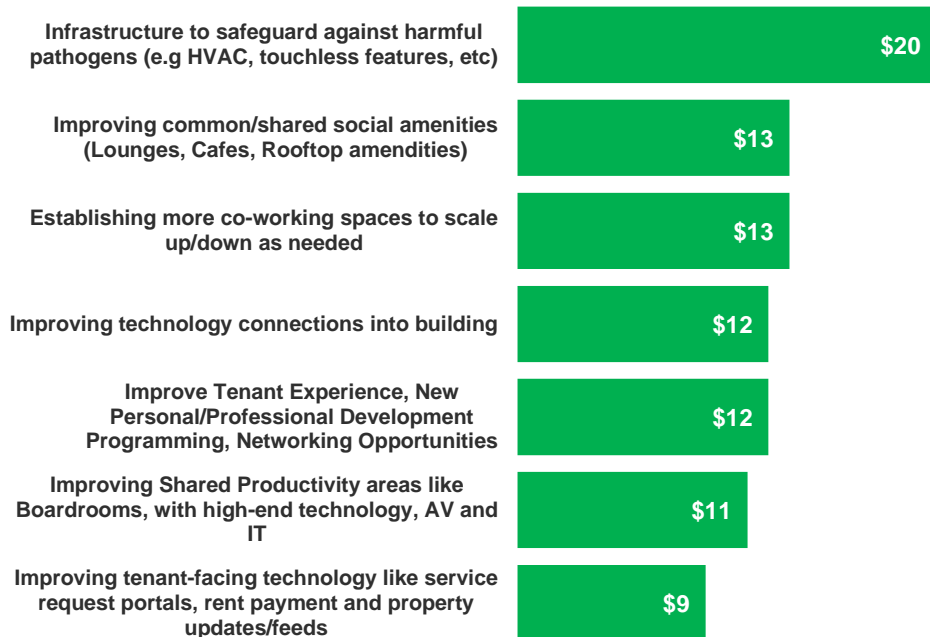 Infrastructure to safeguard against harmful
pathogens (e.g HVAC, touchless features, etc)
$20
Improving common/shared social amenities
(Lounges, Cafes, Rooftop amendities)
$13
Establishing more co-working spaces to scale
up/down as needed
$13
Improving technology connections into building
$12
Improve Tenant Experience, New
Personal/Professional Development
Programming, Networking Opportunities
$12
Improving Shared Productivity areas like
Boardrooms, with high-end technology, AV and
IT
$11
Improving tenant-facing technology like service
request portals, rent payment and property
updates/feeds
$9